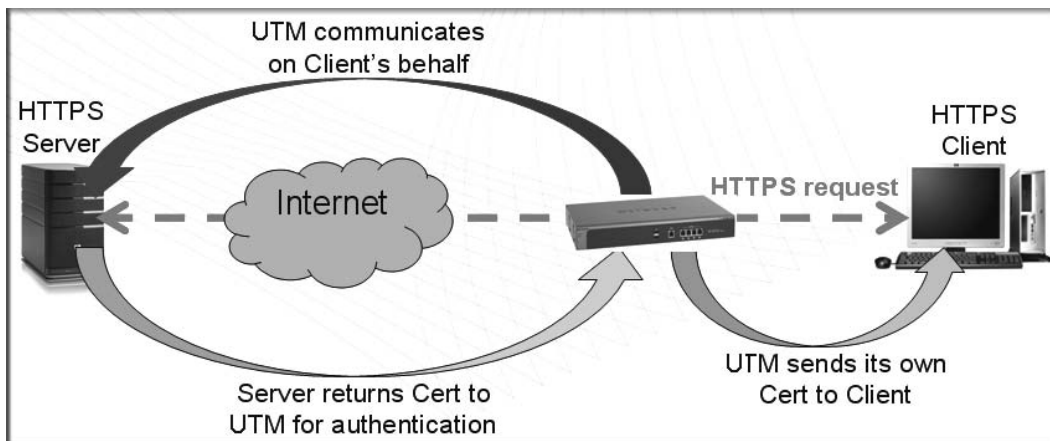 UTM communicates
on Client's behalf
HTTPS
Server
HTTPS
Client
Internet
HTTPS request
Server returns Cert to
UTM for authentication
UTM sends its own
Cert to Client